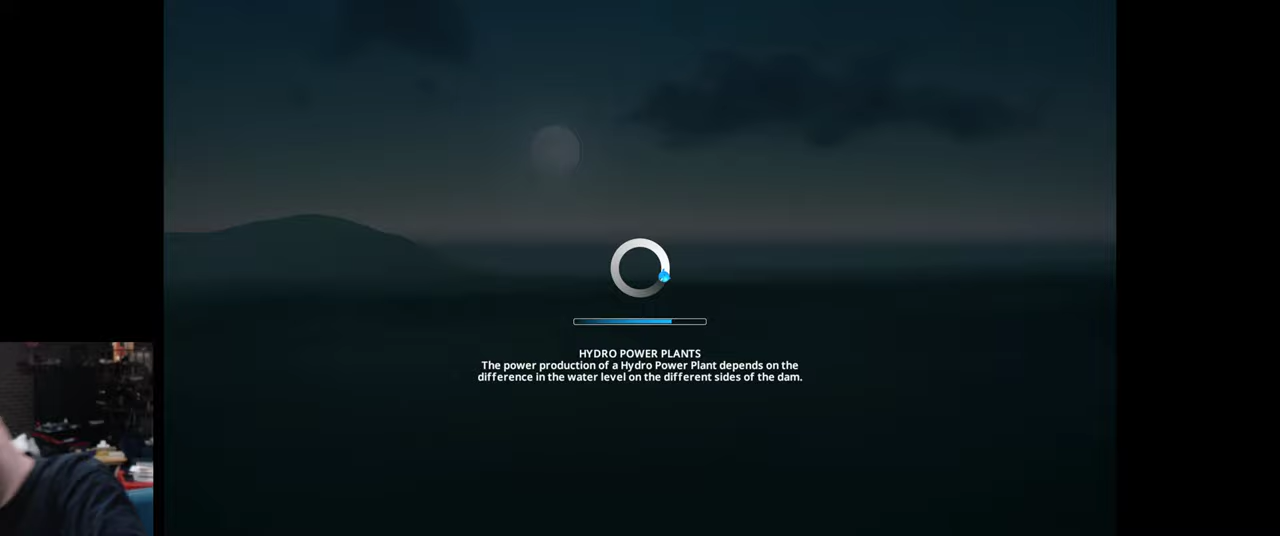 HYDRO POWER PLANTS
The power production of a Hydro Power Plant depends on the
difference in the water level on the different sides of the dam.